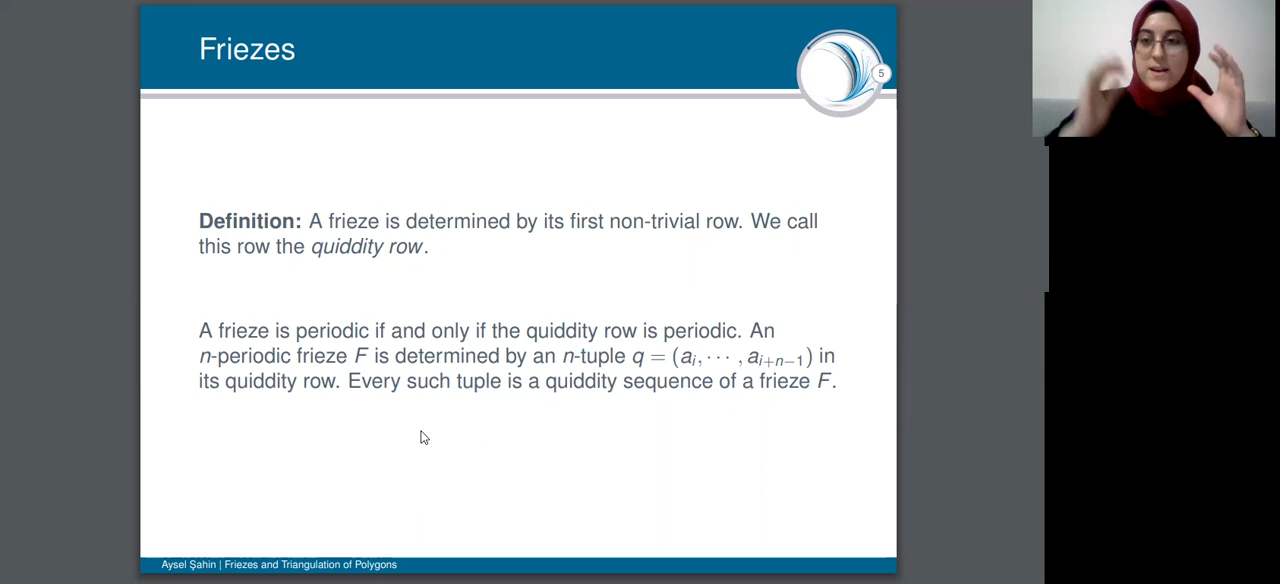 Friezes
5
Definition: A frieze is determined by its first non-trivial row. We call
this row the quiddity row.
A frieze is periodic if and only if the quiddity row is periodic. An
n-periodic frieze F is determined by an n-tuple q = (aᵢ, ⋯ , aᵢ₊ₙ₋₁) in
its quiddity row. Every such tuple is a quiddity sequence of a frieze F.
Aysel Şahin | Friezes and Triangulation of Polygons